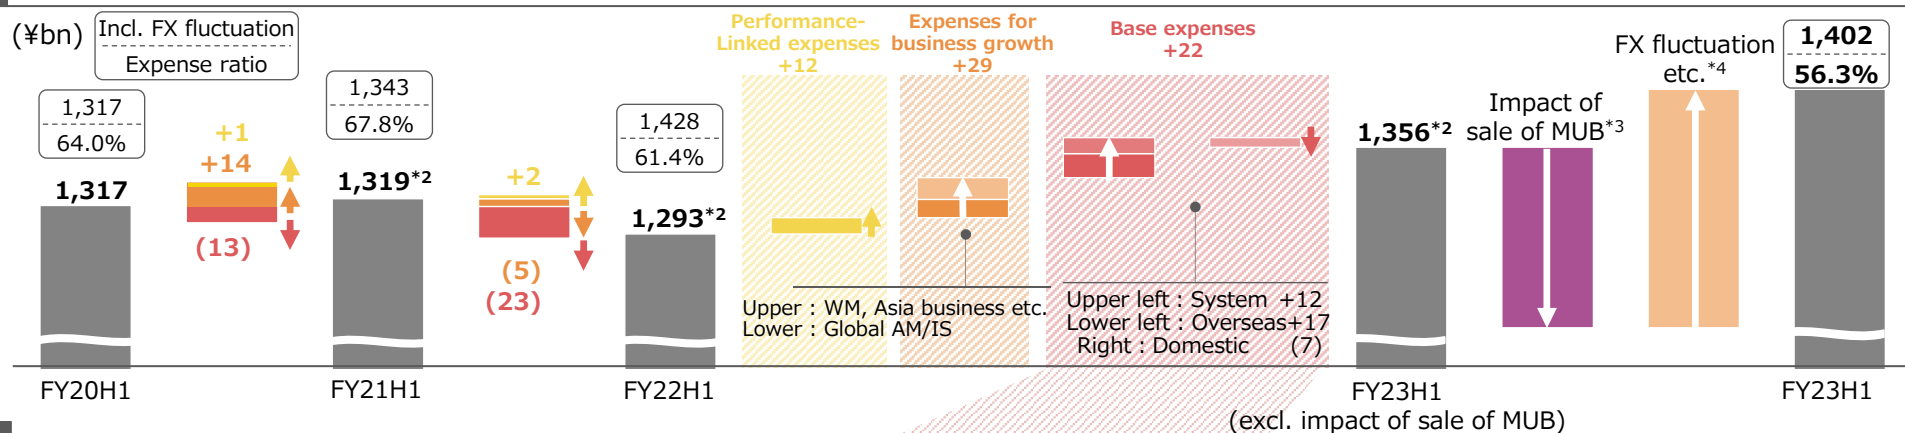 (¥bn)
Incl. FX fluctuation
Expense ratio
1,317
64.0%
1,317
+1
+14
(13)
1,343
67.8%
1,319*2
+2
(5)
(23)
1,428
61.4%
1,293*2
Performance-
Linked expenses
+12
Expenses for
business growth
+29
Base expenses
+22
Upper : WM, Asia business etc.
Lower : Global AM/IS
Upper left : System +12
Lower left : Overseas+17
Right : Domestic (7)
1,356*2
Impact of
sale of MUB*3
FX fluctuation
etc.*4
1,402
56.3%
FY20H1
FY21H1
FY22H1
FY23H1
(excl. impact of sale of MUB)
FY23H1